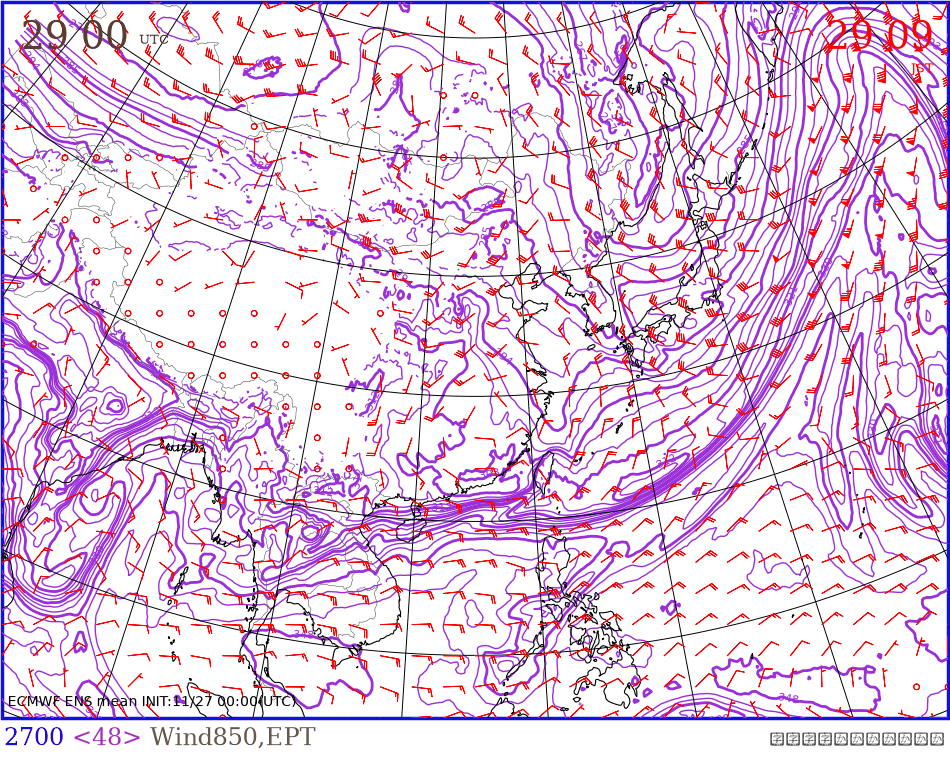 29 00 UTC 29 09
JST
ECMWF ENS mean INIT:11/27 00:00(UTC)
2700 <48> Wind850,EPT